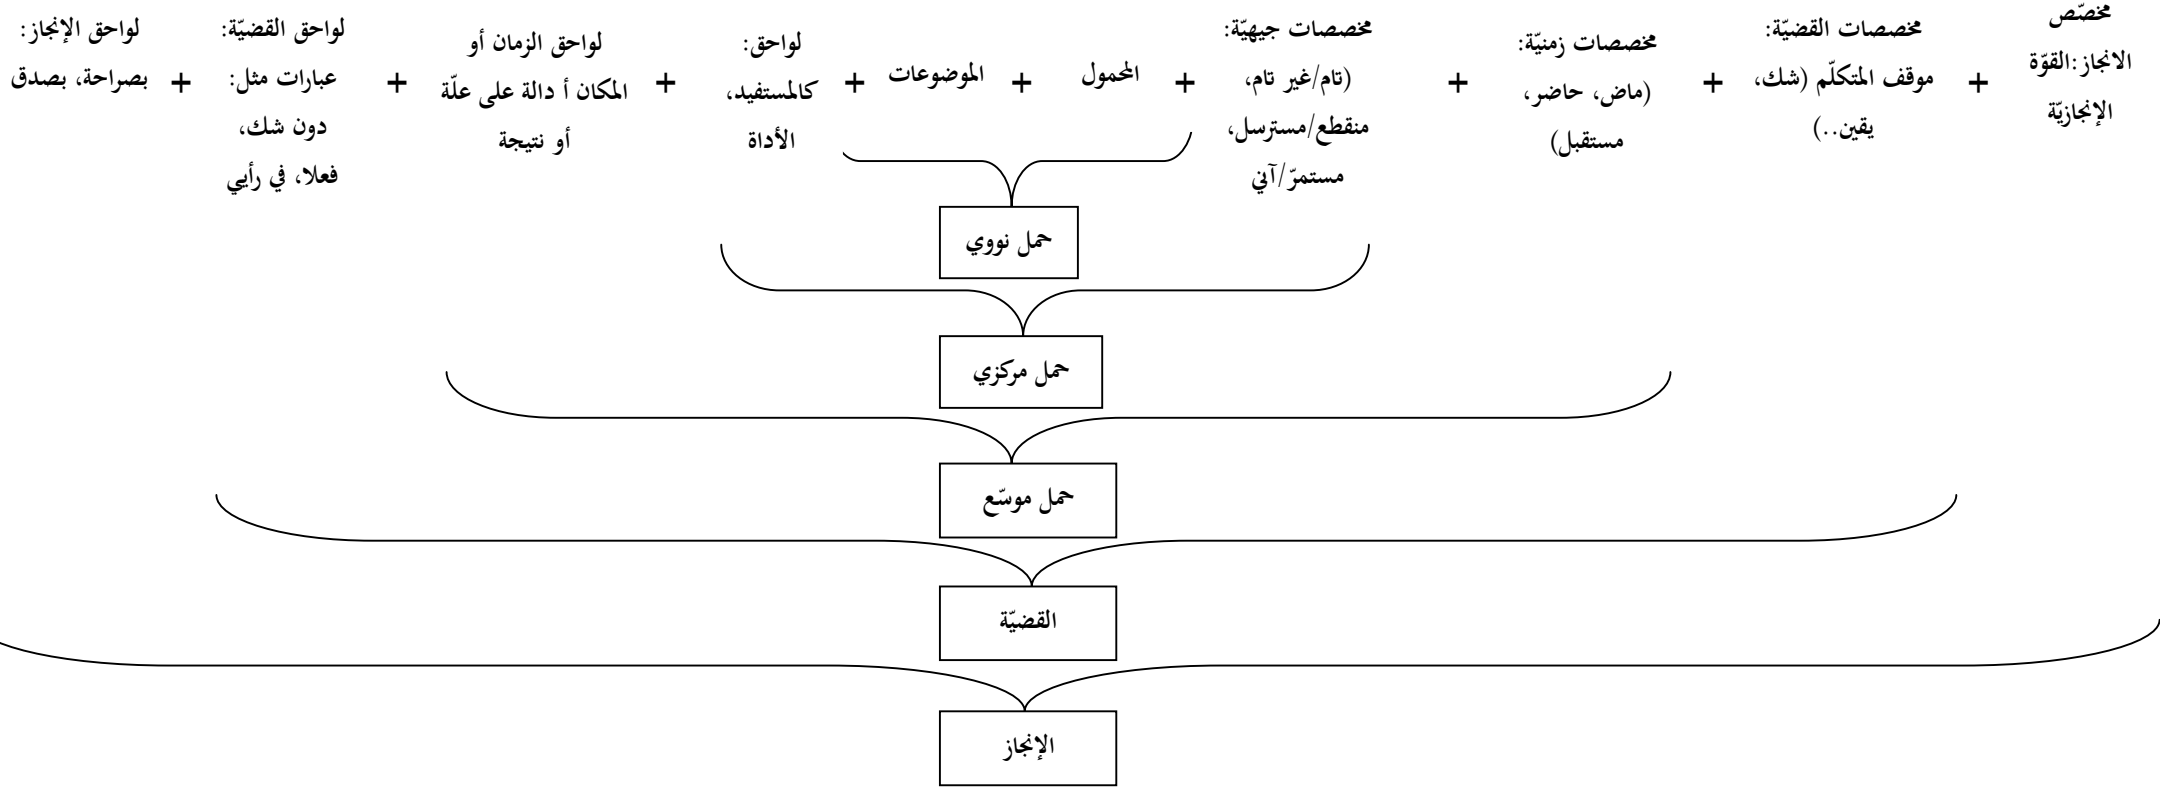 مخصّص
الانجاز:القوّة
الإنجازيّة
+
مخصصات القضيّة:
موقف المتكلّم (شك،
يقين..)
+
مخصصات زمنيّة:
(ماض، حاضر،
مستقبل)
+
مخصصات جيهيّة:
(تام/غير تام،
منقطع/مسترسل،
مستمرّ/آني
+
المحمول
+
الموضوعات
+
لواحق:
كالمستفيد،
الأداة
+
لواحق الزمان أو
المكان أ دالة على علّة
أو نتيجة
+
لواحق القضيّة:
عبارات مثل:
دون شك،
فعلا، في رأيي
+
لواحق الإنجاز:
بصراحة، بصدق
حمل نووي
حمل مركزي
حمل موسّع
القضيّة
الإنجاز